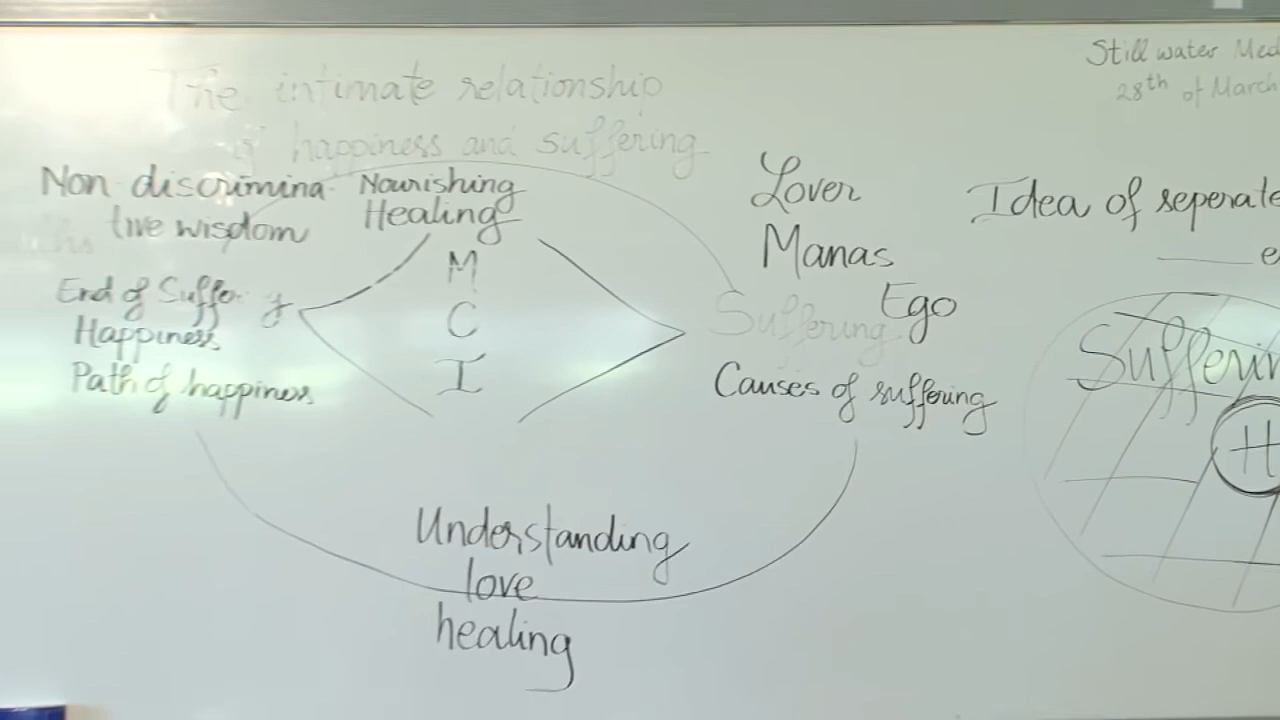 The intimate relationship
of happiness and suffering
Still water Med
28th of March
Non discrimina
tive wisdom
Nourishing
Healing
End of Suffe g
Happiness
Path of happiness
M
C
I
Lover
Manas
Ego
Suffering
Causes of suffering
Idea of seperate
e
Sufferin
H
Understanding
love
healing